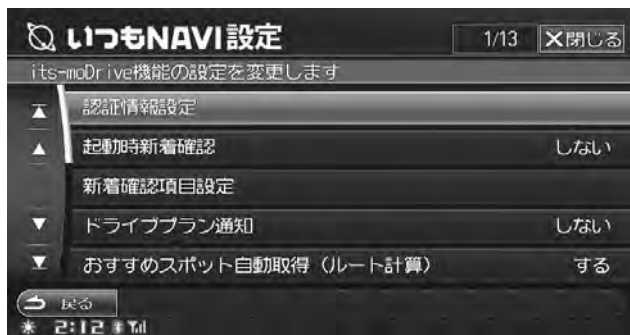 いつもNAVI設定
1/13
×閉じる
its-moDrive機能の設定を変更します
認証情報設定
起動時新着確認 しない
新着確認項目設定
ドライブプラン通知 しない
おすすめスポット自動取得（ルート計算） する
戻る
2:12